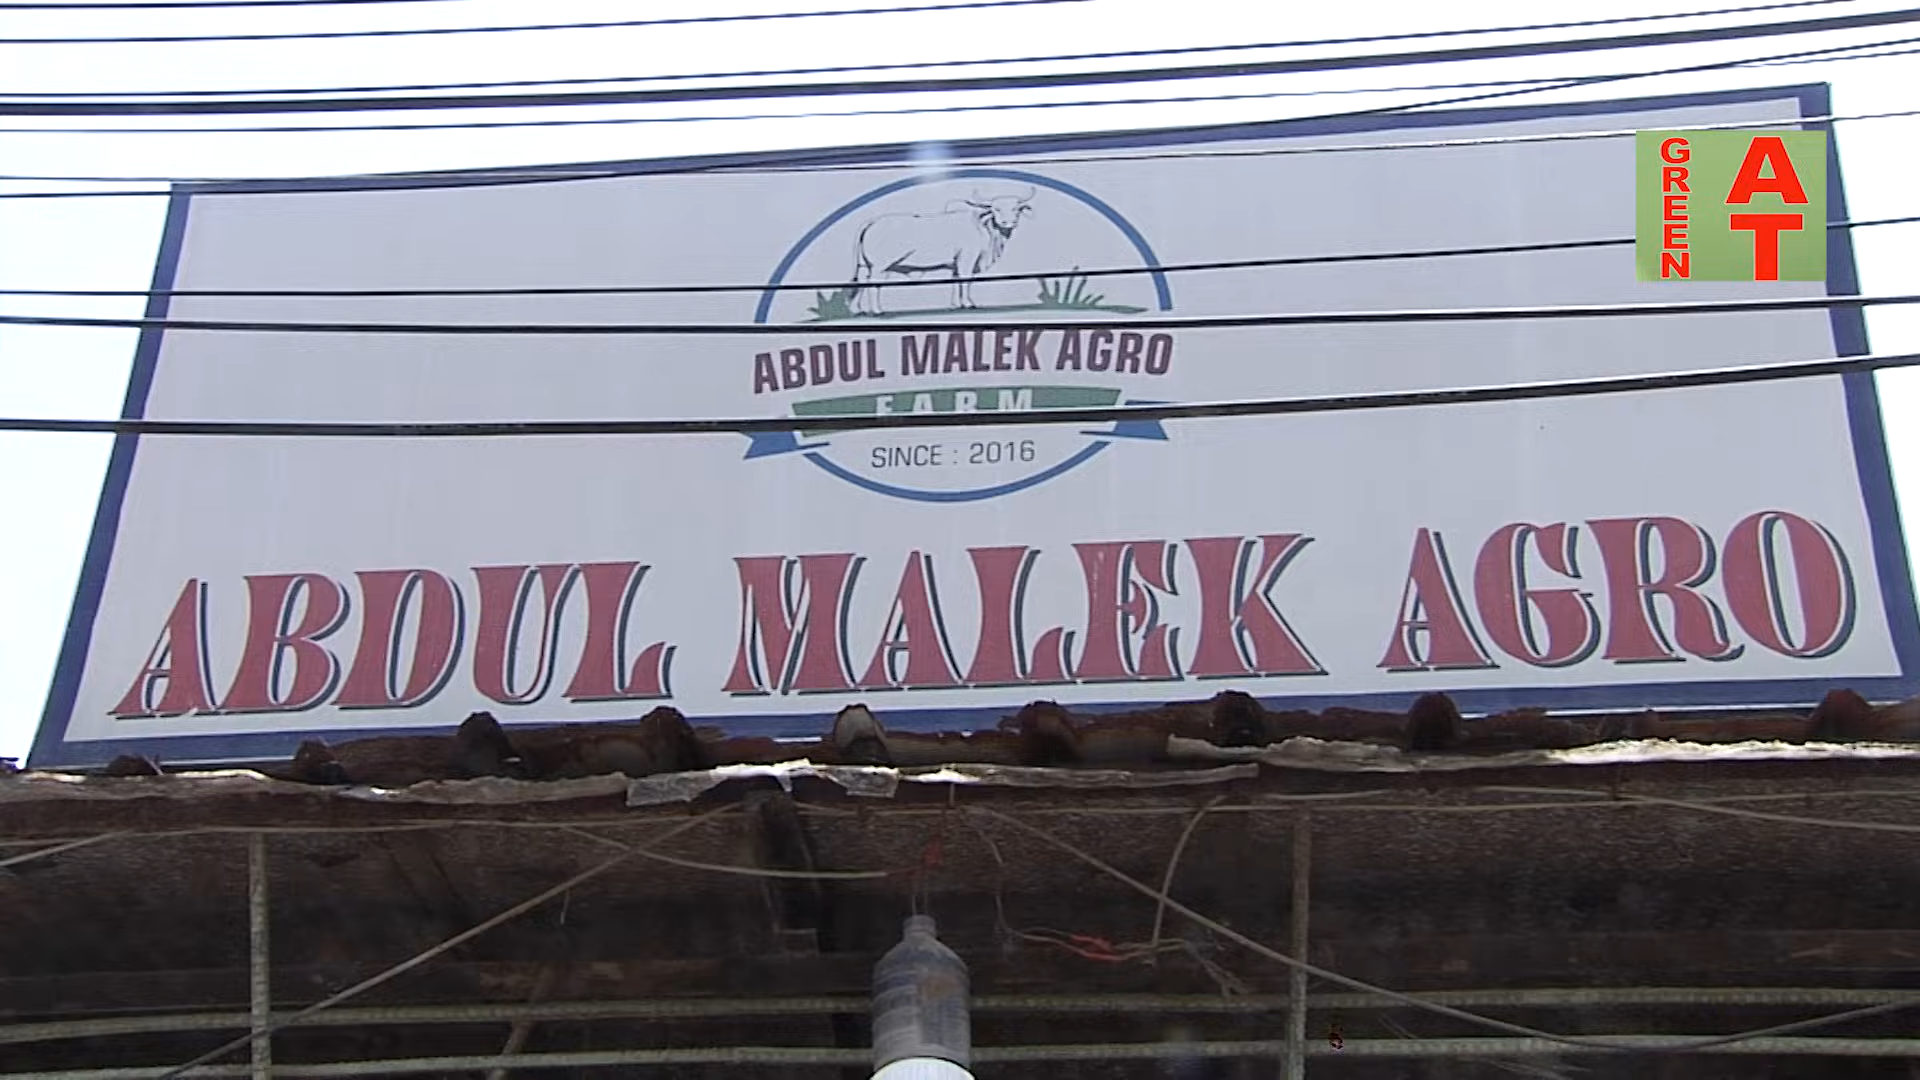 GREEN
AT
ABDUL MALEK AGRO
FARM
SINCE : 2016
ABDUL MALEK AGRO